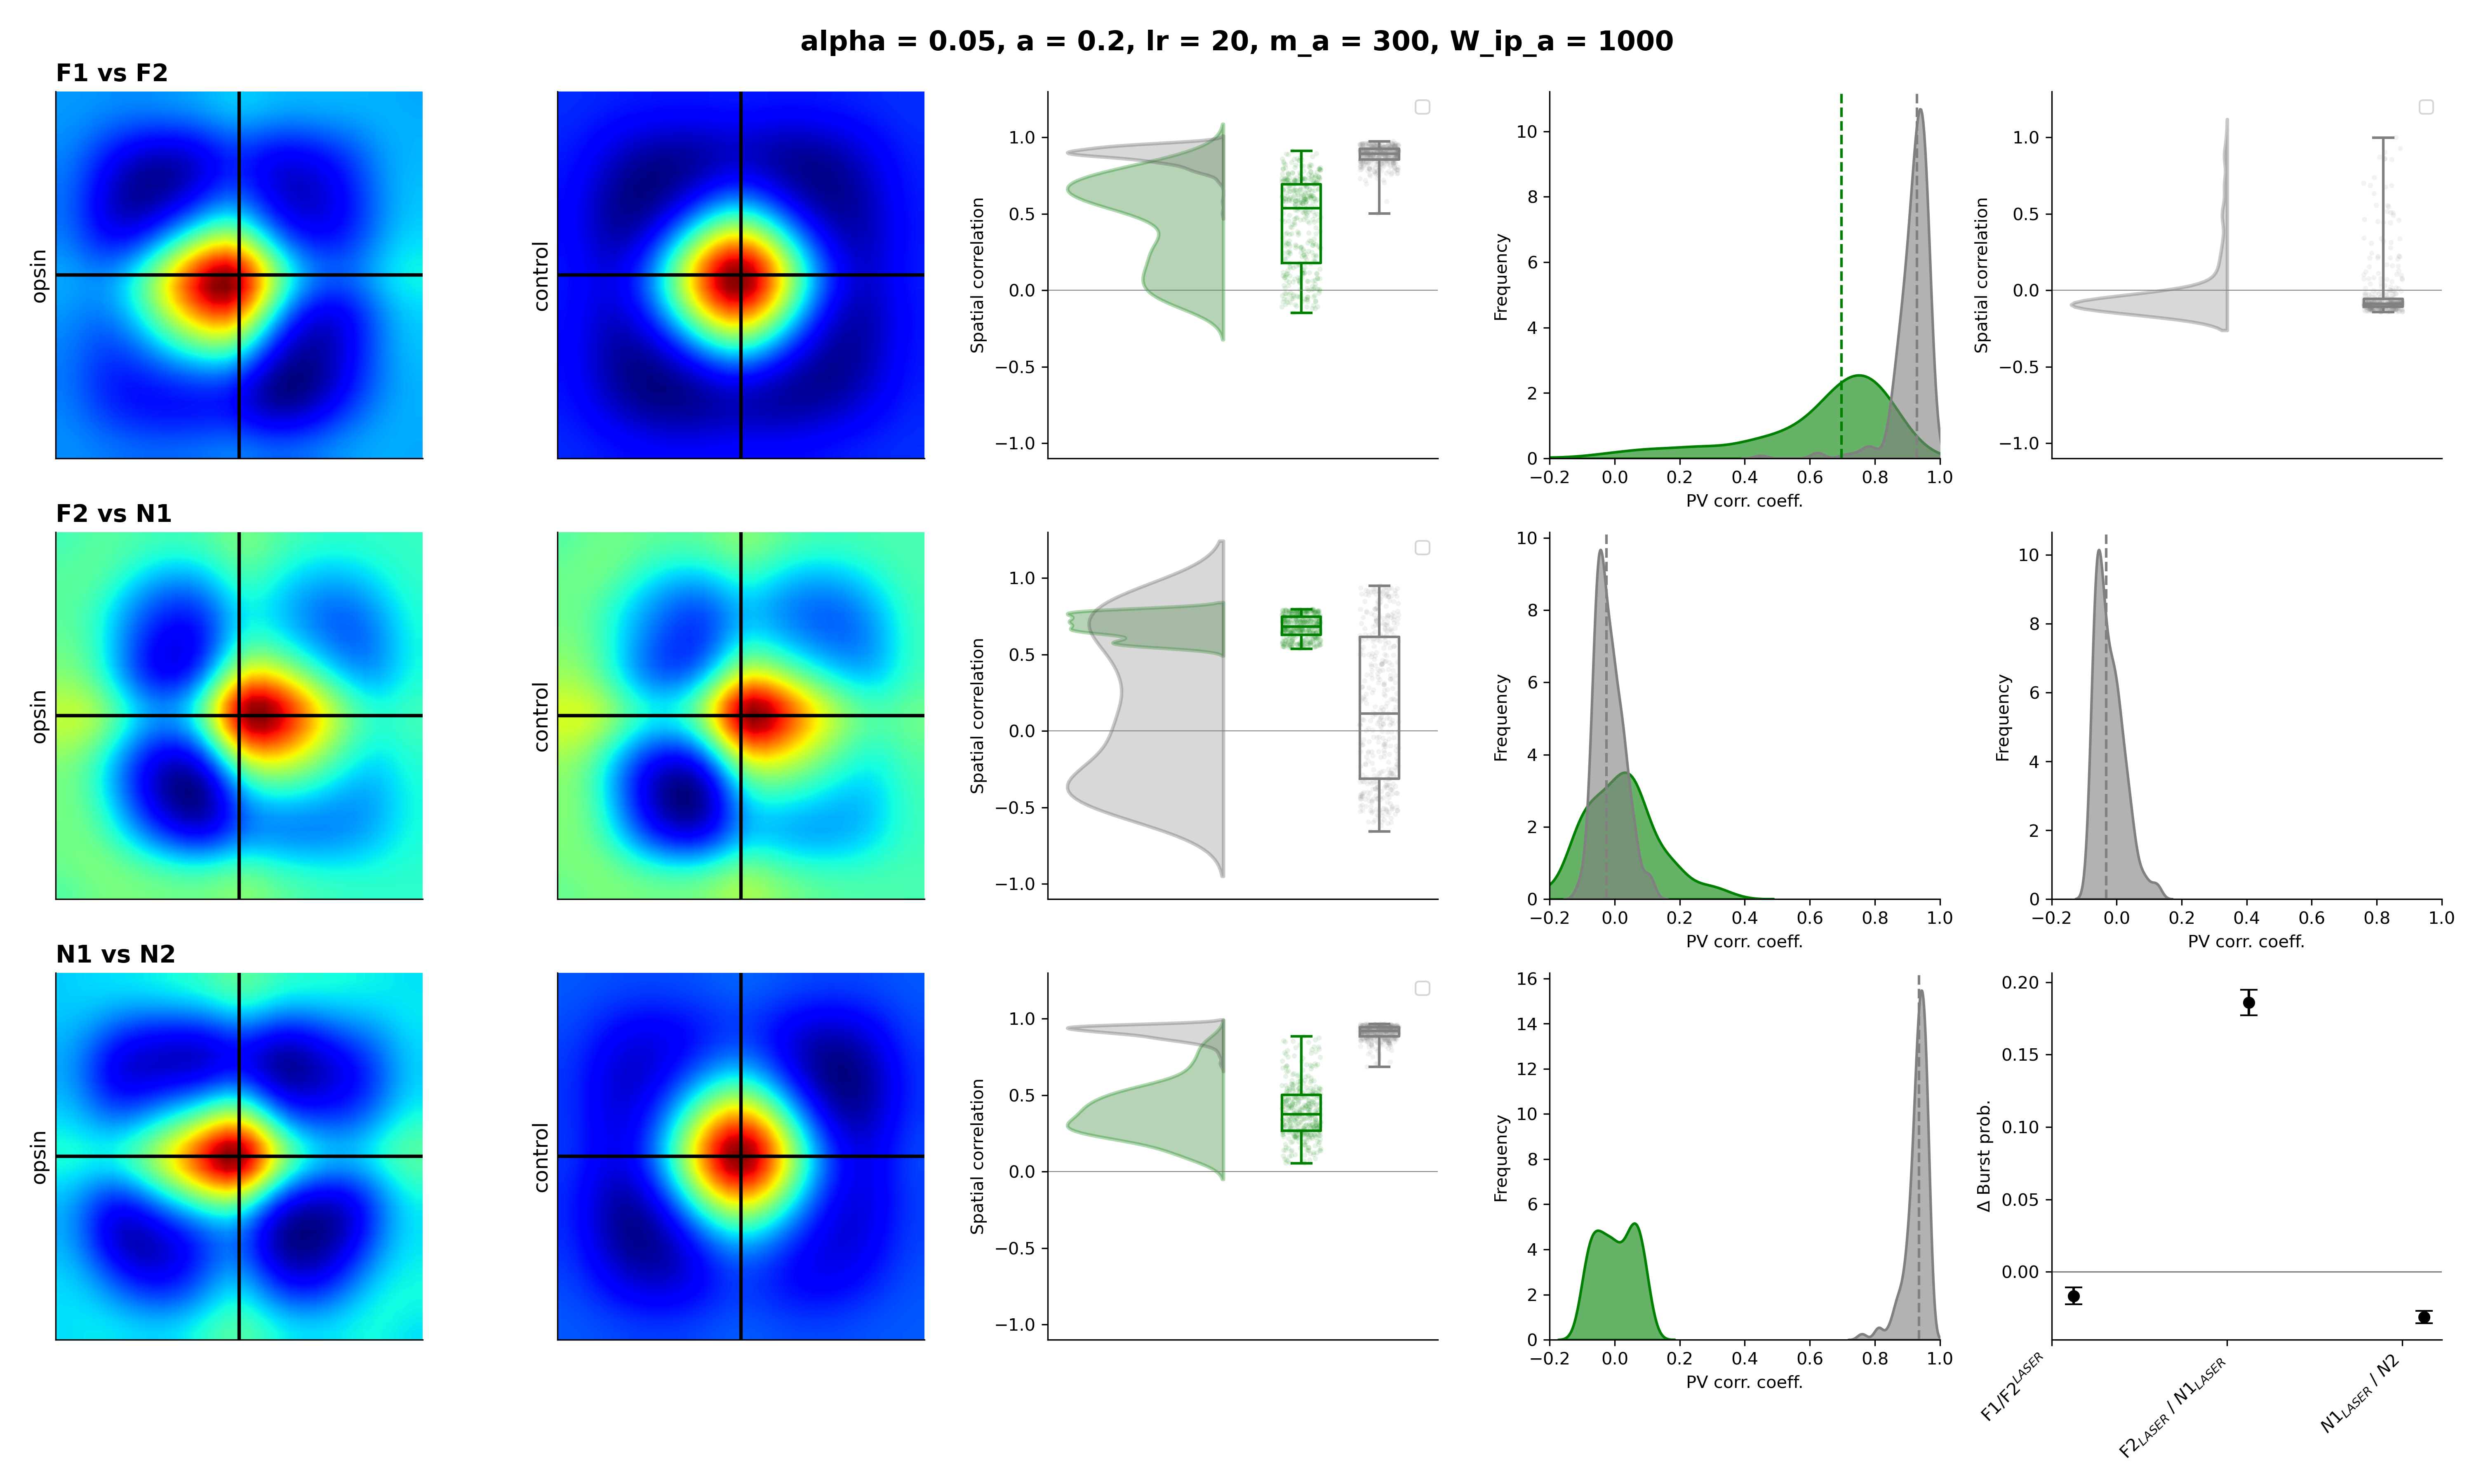 alpha = 0.05, a = 0.2, lr = 20, m_a = 300, W_ip_a = 1000
F1 vs F2
opsin
control
Spatial correlation
1.0
0.5
0.0
−0.5
−1.0
Frequency
10
8
6
4
2
0
−0.2 0.0 0.2 0.4 0.6 0.8 1.0
PV corr. coeff.
Spatial correlation
1.0
0.5
0.0
−0.5
−1.0
F2 vs N1
opsin
control
Spatial correlation
1.0
0.5
0.0
−0.5
−1.0
Frequency
10
8
6
4
2
0
−0.2 0.0 0.2 0.4 0.6 0.8 1.0
PV corr. coeff.
Frequency
10
8
6
4
2
0
−0.2 0.0 0.2 0.4 0.6 0.8 1.0
PV corr. coeff.
N1 vs N2
opsin
control
Spatial correlation
1.0
0.5
0.0
−0.5
−1.0
Frequency
16
14
12
10
8
6
4
2
0
−0.2 0.0 0.2 0.4 0.6 0.8 1.0
PV corr. coeff.
Δ Burst prob.
0.20
0.15
0.10
0.05
0.00
F1/F2^LASER
F2_LASER / N1_LASER
N1_LASER / N2